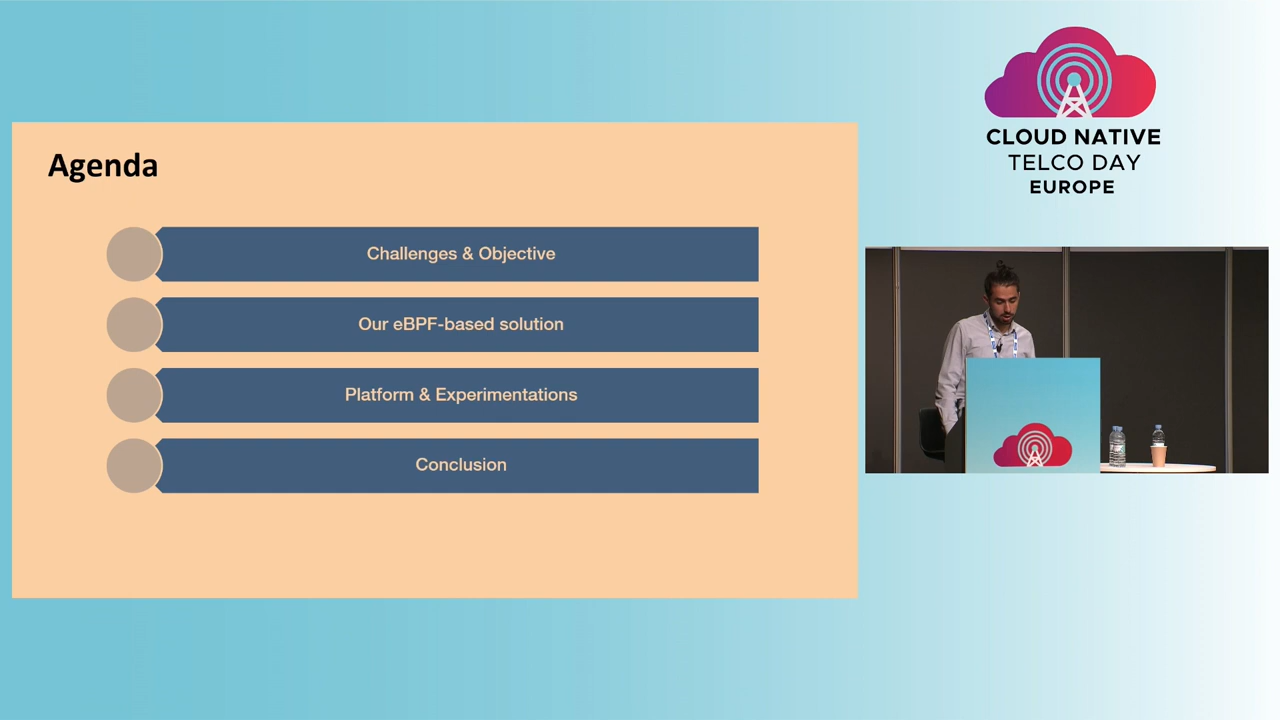 Agenda
Challenges & Objective
Our eBPF-based solution
Platform & Experimentations
Conclusion
CLOUD NATIVE
TELCO DAY
EUROPE